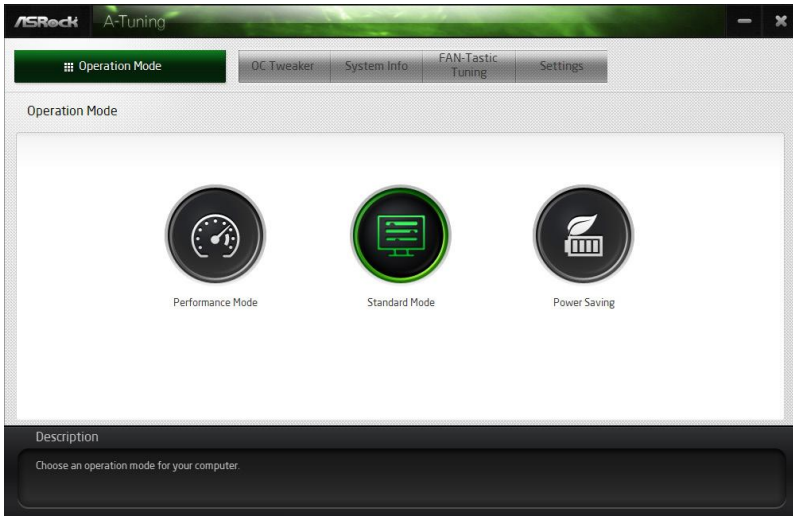 ASRock A-Tuning
Operation Mode
OC Tweaker
System Info
FAN-Tastic
Tuning
Settings
Operation Mode
Performance Mode
Standard Mode
Power Saving
Description
Choose an operation mode for your computer.